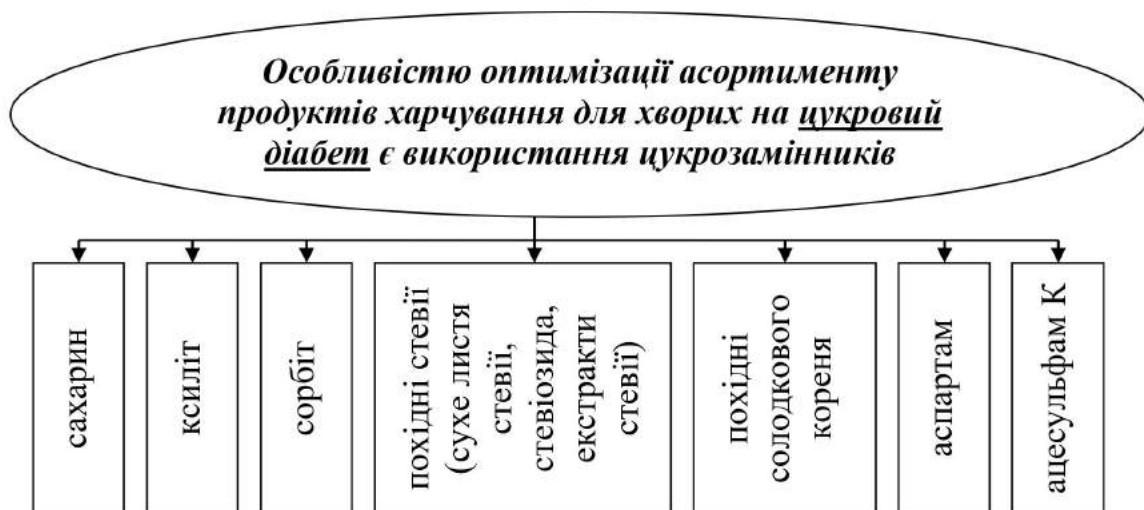 Особливістю оптимізації асортименту
продуктів харчування для хворих на цукровий
діабет є використання цукрозамінників
сахарин
ксиліт
сорбіт
похідні стевії
(сухе листя
стевії,
стевіозида,
екстракти
стевії)
похідні
солодкового
кореня
аспартам
ацесульфам К